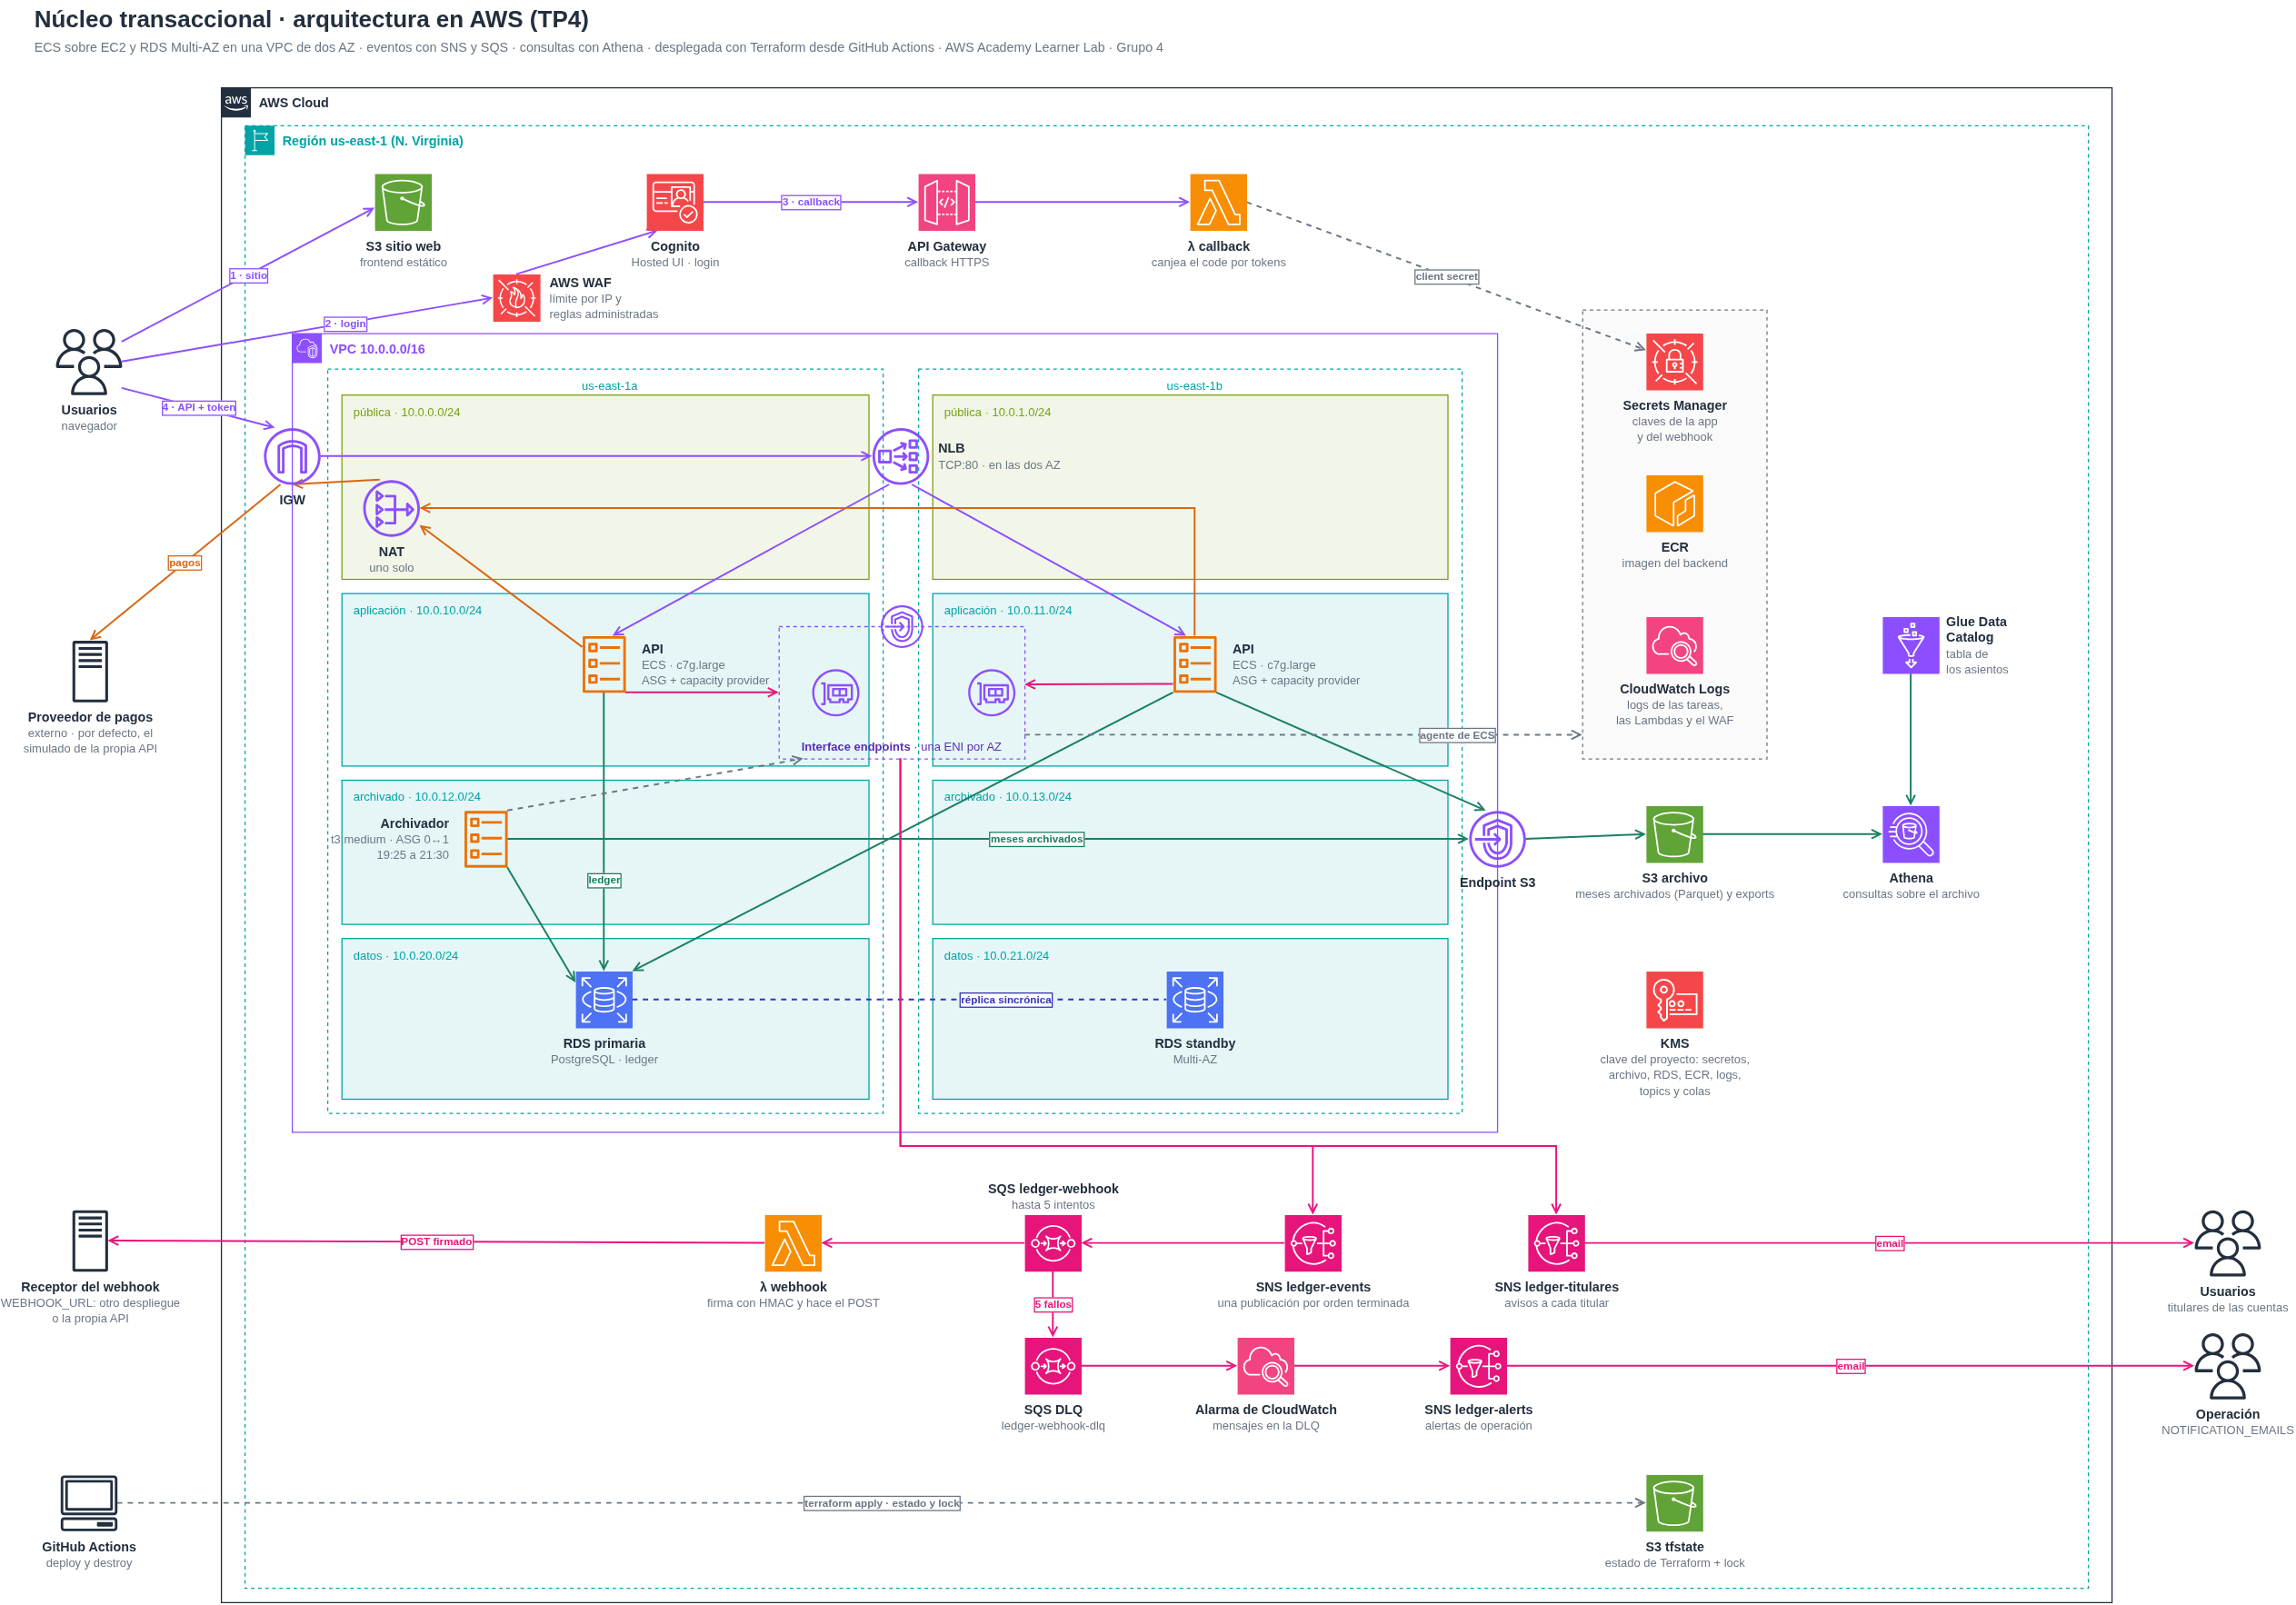 Núcleo transaccional · arquitectura en AWS (TP4)
ECS sobre EC2 y RDS Multi-AZ en una VPC de dos AZ · eventos con SNS y SQS · consultas con Athena · desplegada con Terraform desde GitHub Actions · AWS Academy Learner Lab · Grupo 4
aws
AWS Cloud
Región us-east-1 (N. Virginia)
S3 sitio web
frontend estático
Cognito
Hosted UI · login
3 · callback
API Gateway
callback HTTPS
λ callback
canjea el code por tokens
1 · sitio
client secret
AWS WAF
límite por IP y
reglas administradas
2 · login
Usuarios
navegador
4 · API + token
VPC 10.0.0.0/16
us-east-1a
us-east-1b
pública · 10.0.0.0/24
pública · 10.0.1.0/24
IGW
NLB
TCP:80 · en las dos AZ
NAT
uno solo
pagos
Secrets Manager
claves de la app
y del webhook
ECR
imagen del backend
CloudWatch Logs
logs de las tareas,
las Lambdas y el WAF
aplicación · 10.0.10.0/24
aplicación · 10.0.11.0/24
API
ECS · c7g.large
ASG + capacity provider
API
ECS · c7g.large
ASG + capacity provider
Interface endpoints · una ENI por AZ
agente de ECS
Glue Data
Catalog
tabla de
los asientos
Proveedor de pagos
externo · por defecto, el
simulado de la propia API
archivado · 10.0.12.0/24
archivado · 10.0.13.0/24
Archivador
t3.medium · ASG 0↔1
19:25 a 21:30
meses archivados
ledger
Endpoint S3
S3 archivo
meses archivados (Parquet) y exports
Athena
consultas sobre el archivo
datos · 10.0.20.0/24
datos · 10.0.21.0/24
réplica sincrónica
RDS primaria
PostgreSQL · ledger
RDS standby
Multi-AZ
KMS
clave del proyecto: secretos,
archivo, RDS, ECR, logs,
topics y colas
SQS ledger-webhook
hasta 5 intentos
POST firmado
email
Receptor del webhook
WEBHOOK_URL: otro despliegue
o la propia API
λ webhook
firma con HMAC y hace el POST
5 fallos
SNS ledger-events
una publicación por orden terminada
SNS ledger-titulares
avisos a cada titular
Usuarios
titulares de las cuentas
email
SQS DLQ
ledger-webhook-dlq
Alarma de CloudWatch
mensajes en la DLQ
SNS ledger-alerts
alertas de operación
Operación
NOTIFICATION_EMAILS
terraform apply · estado y lock
GitHub Actions
deploy y destroy
S3 tfstate
estado de Terraform + lock